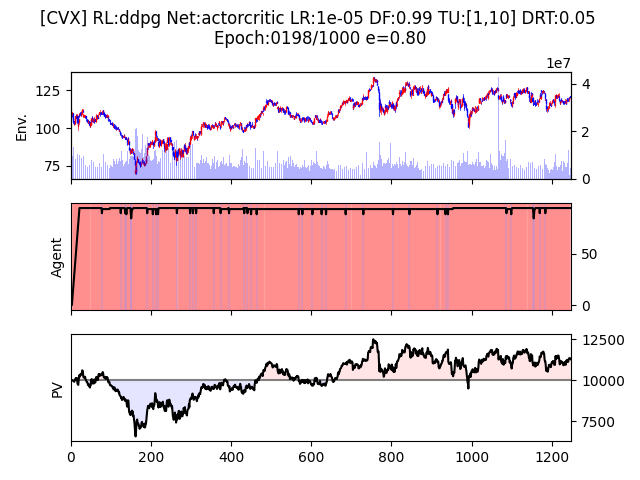 [CVX] RL:ddpg Net:actorcritic LR:1e-05 DF:0.99 TU:[1,10] DRT:0.05
Epoch:0198/1000 e=0.80
1e7
125
100
75
Env.
4
2
0
Agent
50
0
PV
12500
10000
7500
0 200 400 600 800 1000 1200